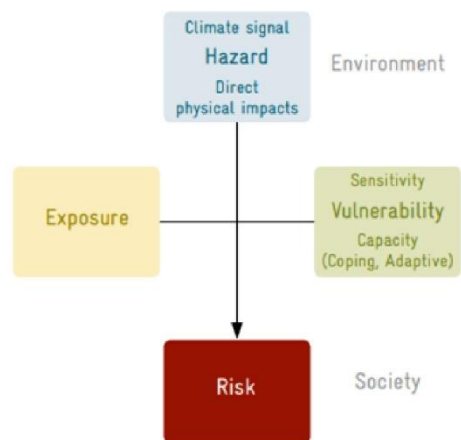 Climate signal
Hazard
Direct
physical impacts
Environment
Exposure
Sensitivity
Vulnerability
Capacity
(Coping, Adaptive)
Risk
Society